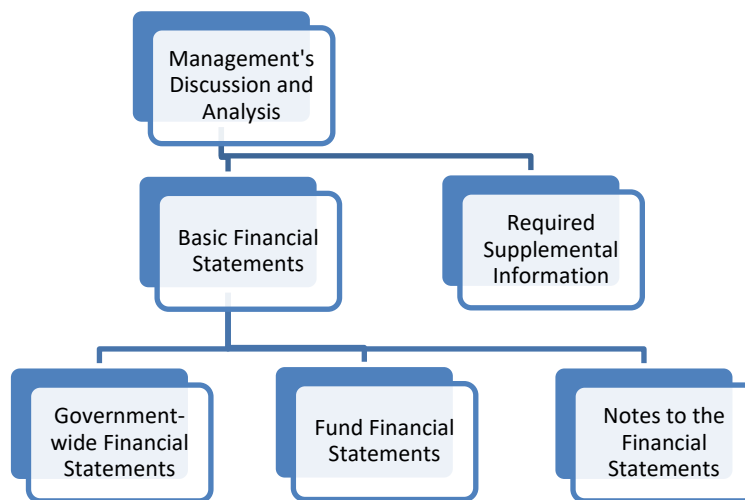 Management's
Discussion and
Analysis
Basic Financial
Statements
Required
Supplemental
Information
Government-
wide Financial
Statements
Fund Financial
Statements
Notes to the
Financial
Statements